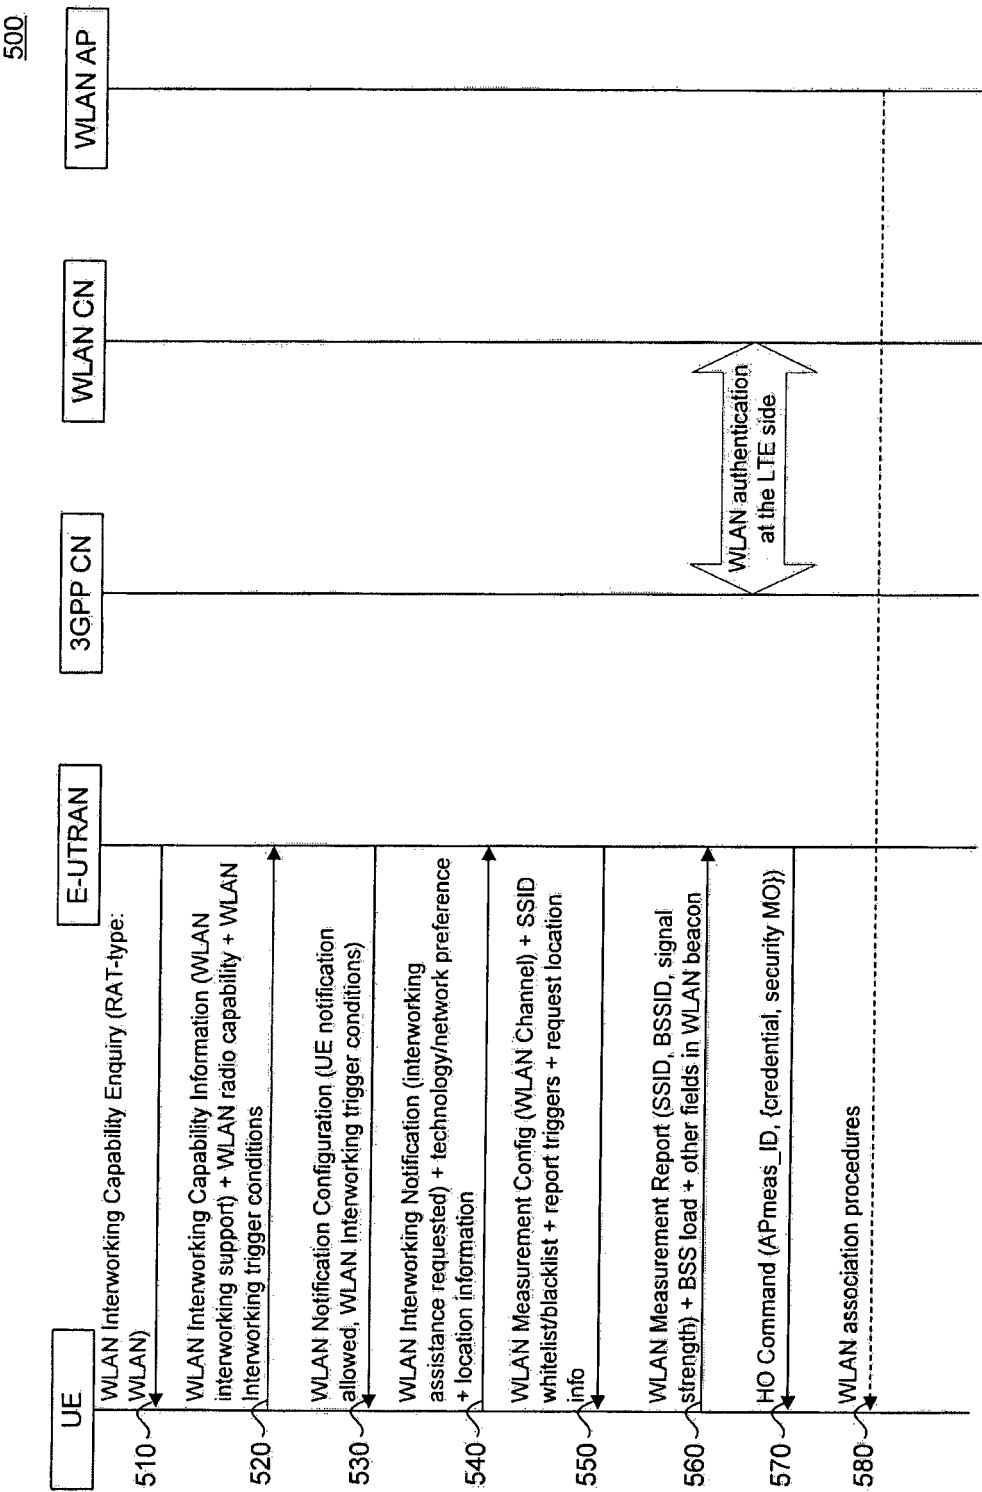 500
UE
E-UTRAN
3GPP CN
WLAN CN
WLAN AP
510
WLAN Interworking Capability Enquiry (RAT-type:
WLAN)
520
WLAN Interworking Capability Information (WLAN
interworking support) + WLAN radio capability + WLAN
Interworking trigger conditions
530
WLAN Notification Configuration (UE notification
allowed, WLAN Interworking trigger conditions)
540
WLAN Interworking Notification (interworking
assistance requested) + technology/network preference
+ location information
550
WLAN Measurement Config (WLAN Channel) + SSID
whitelist/blacklist + report triggers + request location
info
560
WLAN Measurement Report (SSID, BSSID, signal
strength) + BSS load + other fields in WLAN beacon
WLAN authentication
at the LTE side
570
HO Command (APmeas_ID, {credential, security MO})
580
WLAN association procedures